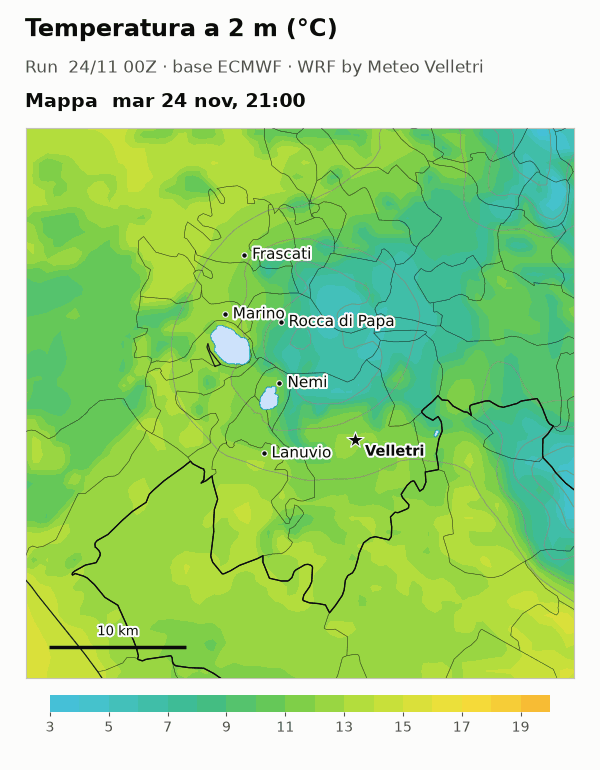 Temperatura a 2 m (°C)
Run 24/11 00Z · base ECMWF · WRF by Meteo Velletri
Mappa mar 24 nov, 21:00
Frascati
Marino
Rocca di Papa
Nemi
Velletri
Lanuvio
10 km
3 5 7 9 11 13 15 17 19